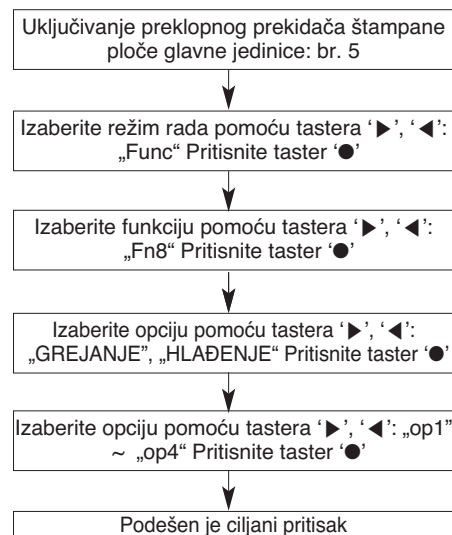 Uključivanje preklopnog prekidača štampane
ploče glavne jedinice: br. 5
Izaberite režim rada pomoću tastera ‘▶’, ‘◀’:
„Func“ Pritisnite taster ‘●’
Izaberite funkciju pomoću tastera ‘▶’, ‘◀’:
„Fn8“ Pritisnite taster ‘●’
Izaberite opciju pomoću tastera ‘▶’, ‘◀’:
„GREJANJE”, „HLAĐENJE“ Pritisnite taster ‘●’
Izaberite opciju pomoću tastera ‘▶’, ‘◀’: „op1”
~ „op4“ Pritisnite taster ‘●’
Podešen je ciljani pritisak